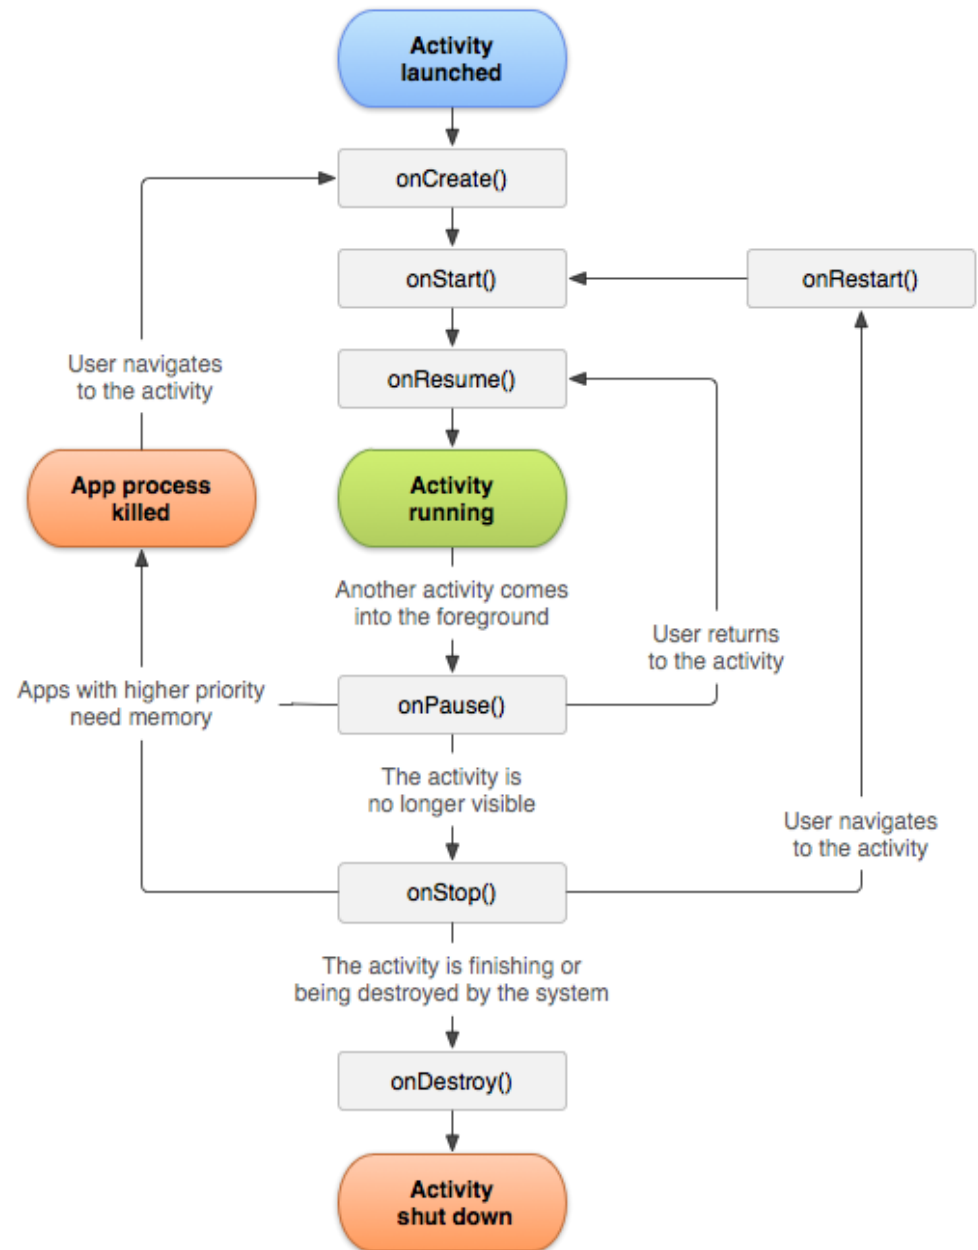 Activity
launched
onCreate()
onStart()
onRestart()
onResume()
User navigates
to the activity
App process
killed
Activity
running
Another activity comes
into the foreground
User returns
to the activity
Apps with higher priority
need memory
onPause()
The activity is
no longer visible
User navigates
to the activity
onStop()
The activity is finishing or
being destroyed by the system
onDestroy()
Activity
shut down